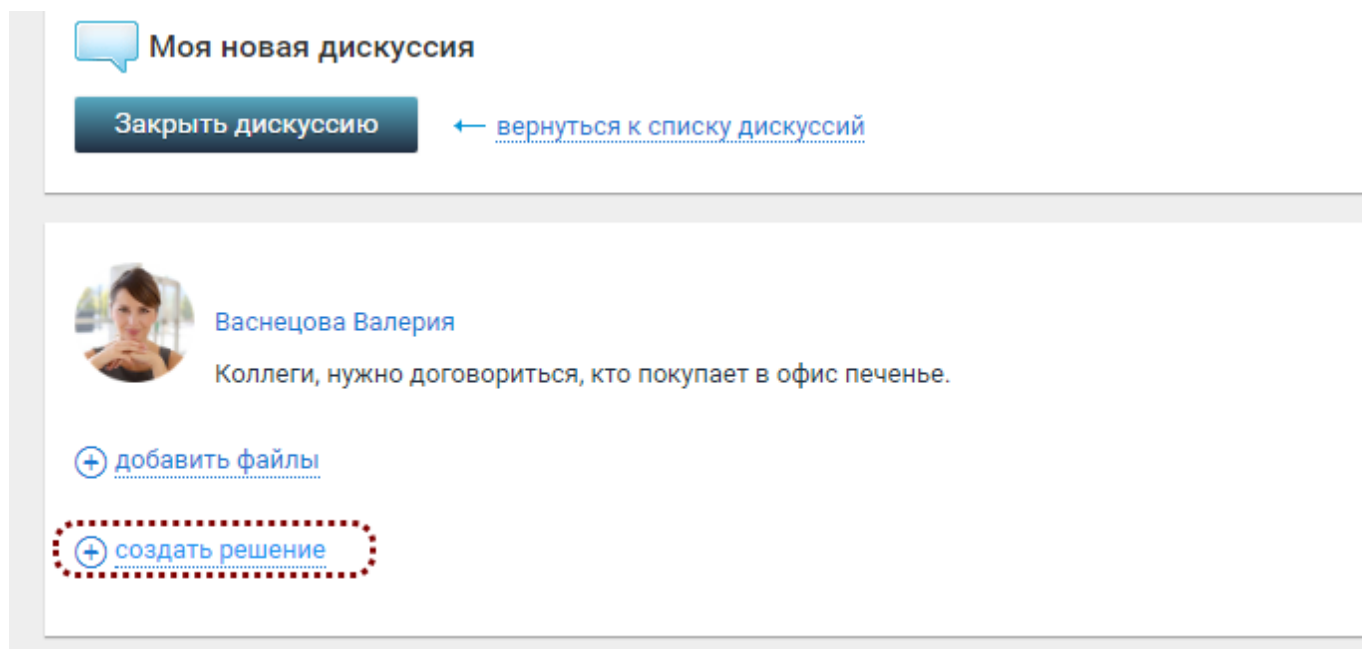 Моя новая дискуссия
Закрыть дискуссию ← вернуться к списку дискуссий
Васнецова Валерия
Коллеги, нужно договориться, кто покупает в офис печенье.
добавить файлы
создать решение